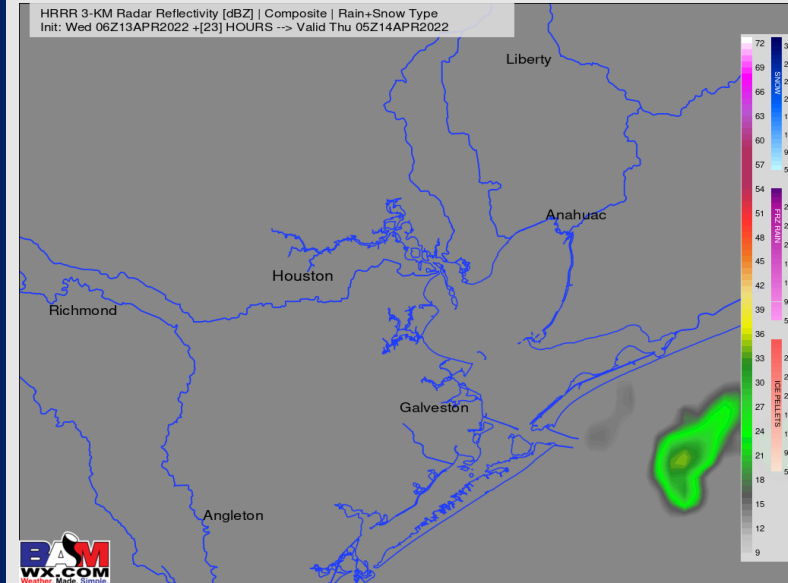 HRRR 3-KM Radar Reflectivity [dBZ] | Composite | Rain+Snow Type
Init: Wed 06Z13APR2022 +[23] HOURS --> Valid Thu 05Z14APR2022
Liberty
Anahuac
Houston
Richmond
Galveston
Angleton
72
69
66
63
60
57
54
51
48
45
42
39
36
33
30
27
24
21
18
15
12
9
SNOW
FRZ RAIN
ICE PELLETS
BAM
WX.COM
Weather. Made. Simple.